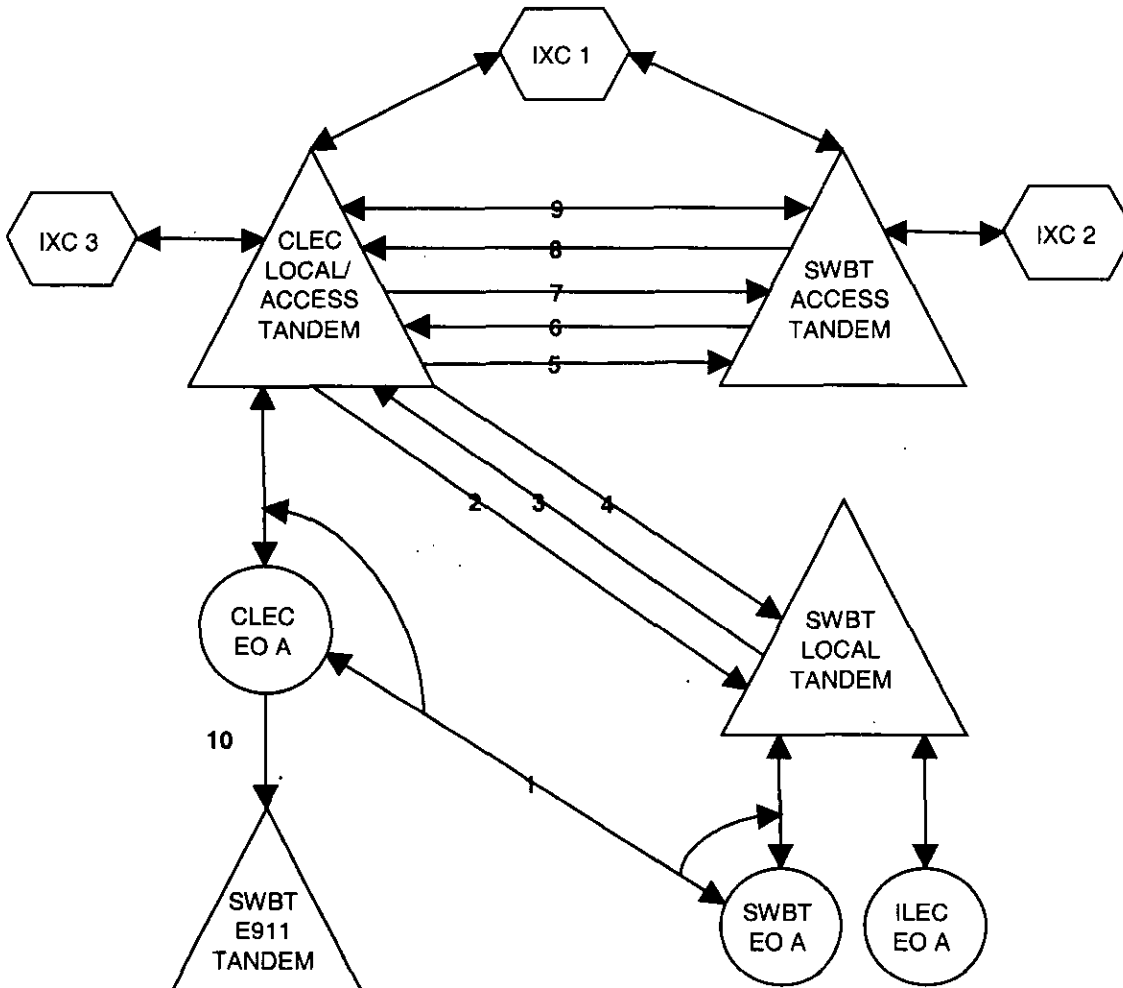 IXC 1
IXC 3
CLEC
LOCAL/
ACCESS
TANDEM
9
8
7
6
5
SWBT
ACCESS
TANDEM
IXC 2
2
3
4
CLEC
EO A
SWBT
LOCAL
TANDEM
10
1
SWBT
E911
TANDEM
SWBT
EO A
ILEC
EO A